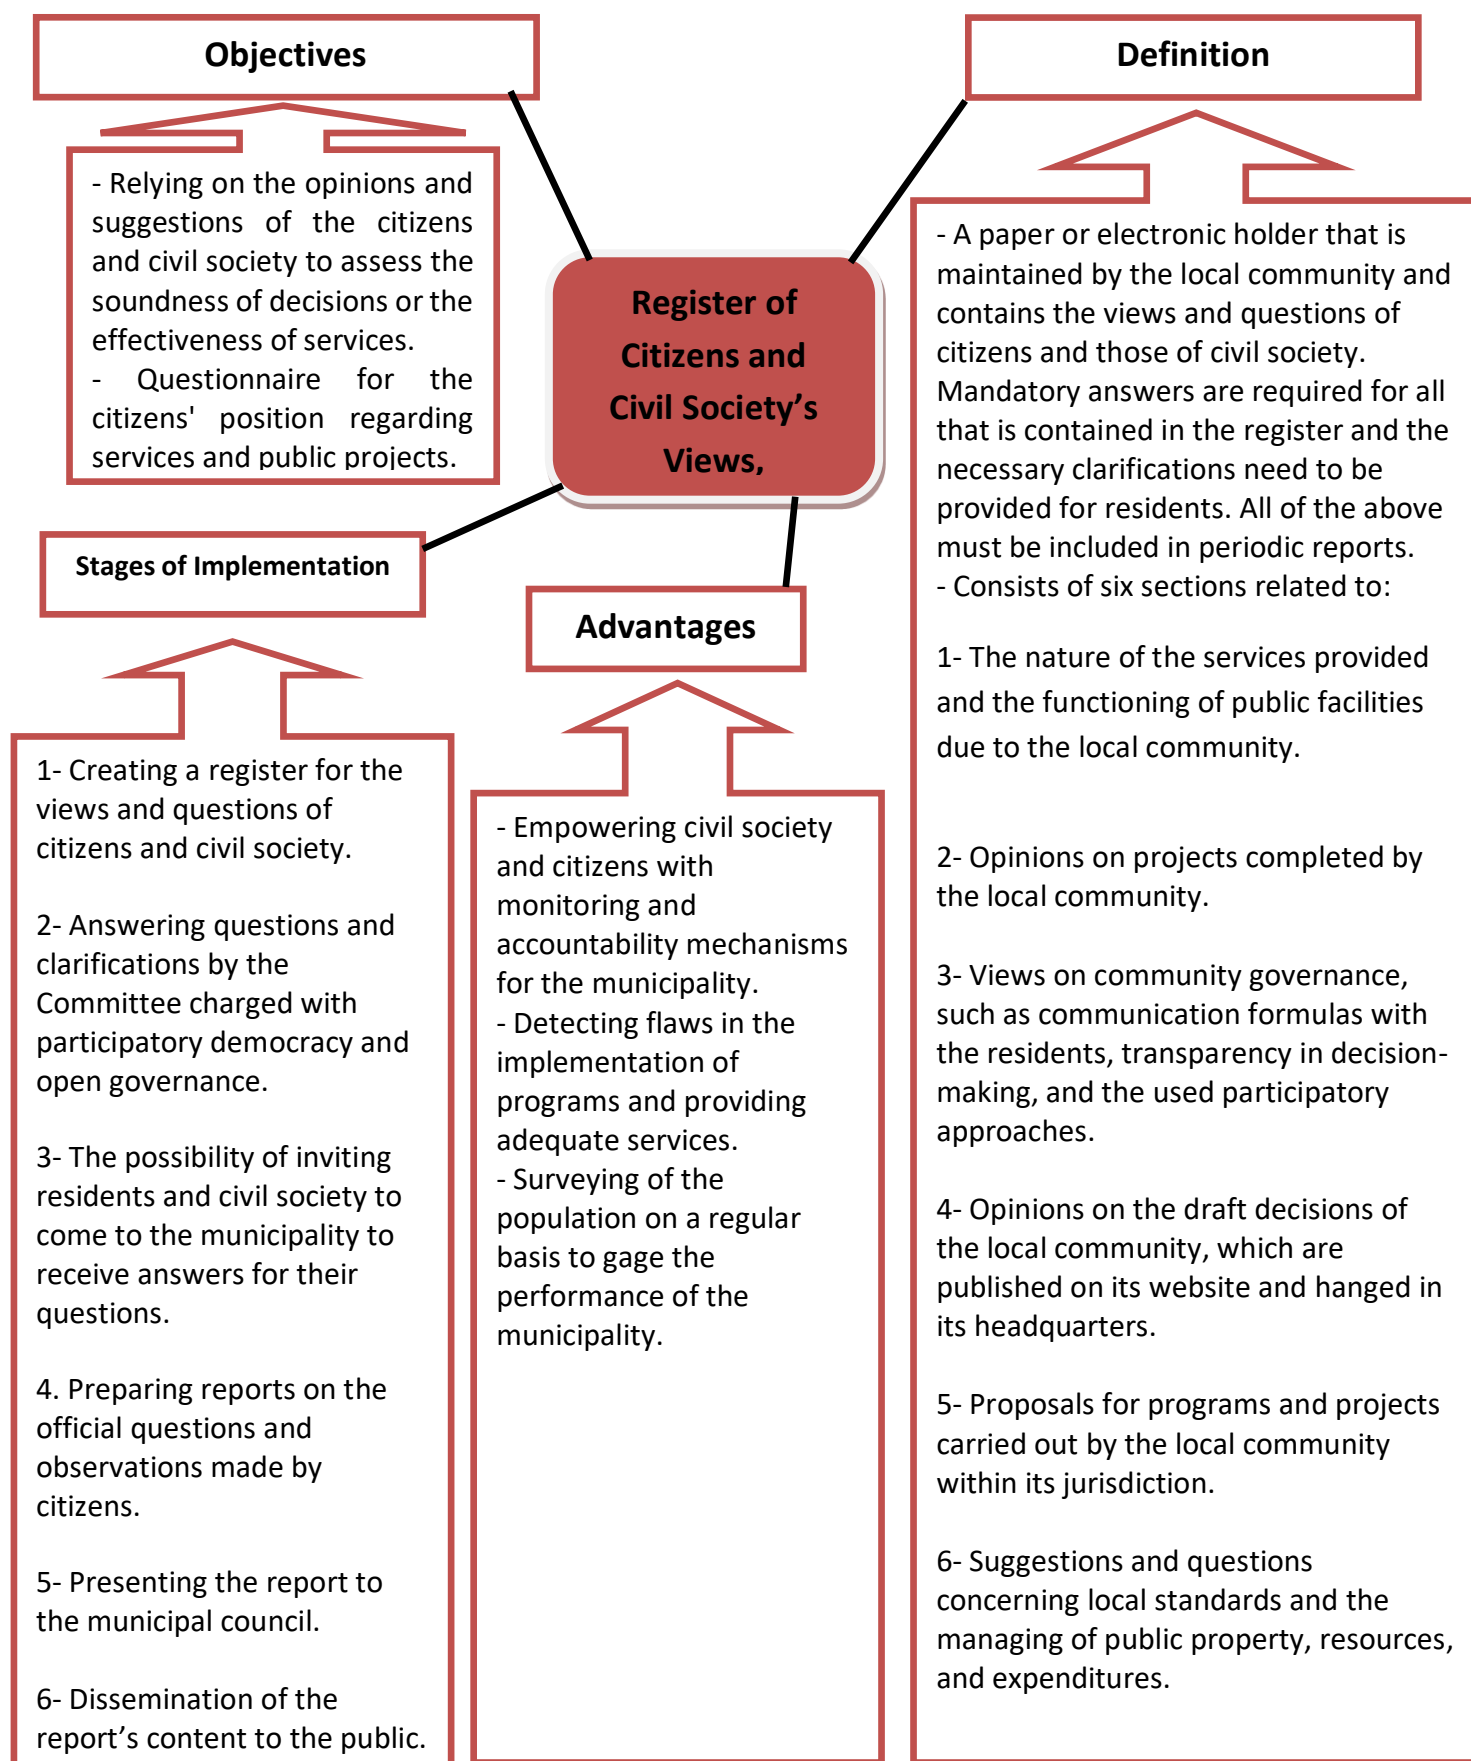 Objectives
- Relying on the opinions and
suggestions of the citizens
and civil society to assess the
soundness of decisions or the
effectiveness of services.
- Questionnaire for the
citizens' position regarding
services and public projects.
Definition
- A paper or electronic holder that is
maintained by the local community and
contains the views and questions of
citizens and those of civil society.
Mandatory answers are required for all
that is contained in the register and the
necessary clarifications need to be
provided for residents. All of the above
must be included in periodic reports.
- Consists of six sections related to:
1- The nature of the services provided
and the functioning of public facilities
due to the local community.
2- Opinions on projects completed by
the local community.
3- Views on community governance,
such as communication formulas with
the residents, transparency in decision-
making, and the used participatory
approaches.
4- Opinions on the draft decisions of
the local community, which are
published on its website and hanged in
its headquarters.
5- Proposals for programs and projects
carried out by the local community
within its jurisdiction.
6- Suggestions and questions
concerning local standards and the
managing of public property, resources,
and expenditures.
Register of
Citizens and
Civil Society’s
Views,
Stages of Implementation
1- Creating a register for the
views and questions of
citizens and civil society.
2- Answering questions and
clarifications by the
Committee charged with
participatory democracy and
open governance.
3- The possibility of inviting
residents and civil society to
come to the municipality to
receive answers for their
questions.
4. Preparing reports on the
official questions and
observations made by
citizens.
5- Presenting the report to
the municipal council.
6- Dissemination of the
report’s content to the public.
Advantages
- Empowering civil society
and citizens with
monitoring and
accountability mechanisms
for the municipality.
- Detecting flaws in the
implementation of
programs and providing
adequate services.
- Surveying of the
population on a regular
basis to gage the
performance of the
municipality.